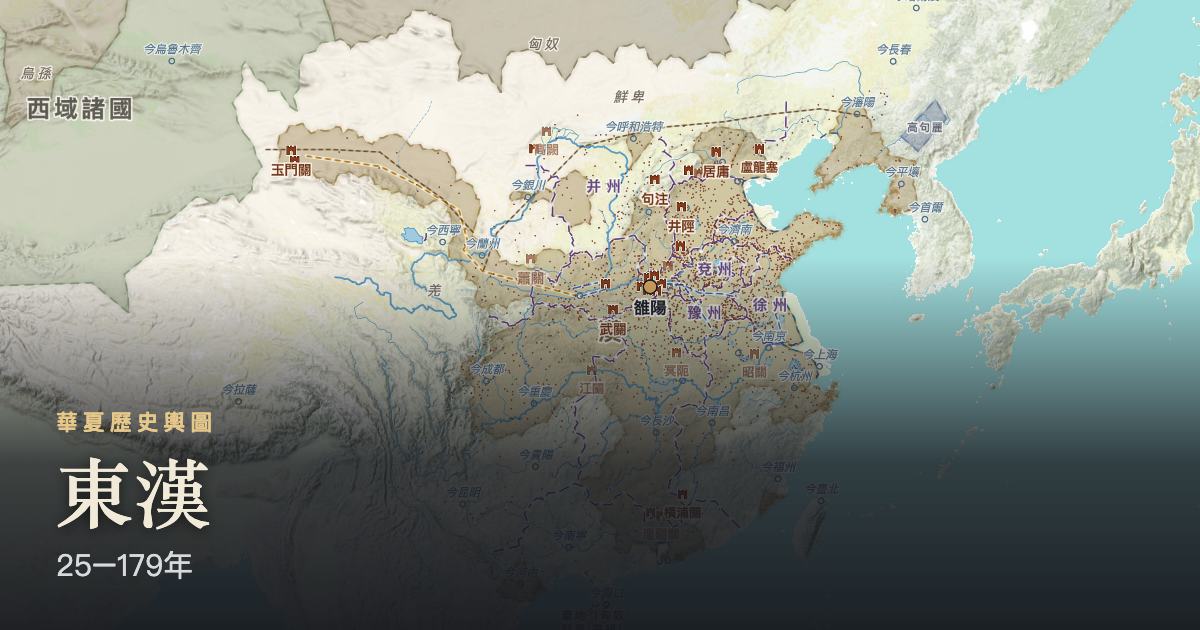 今烏魯木齊
匈奴
今長春
烏孫
西域諸國
鮮卑
今瀋陽
高句麗
今呼和浩特
玉門關
居庸
盧龍塞
今平壤
今銀川
并州
句注
今首爾
今西寧
今蘭州
井陘
今濟南
蕭關
兗州
羌
雒陽
豫州
徐州
武關
今南京
今上海
今成都
冥阨
昭關
今杭州
今拉薩
今重慶
江關
今長沙
今南昌
華夏歷史輿圖
東漢
25—179年
今貴陽
今福州
今昆明
今臺北
橫浦關
今南寧
今海口